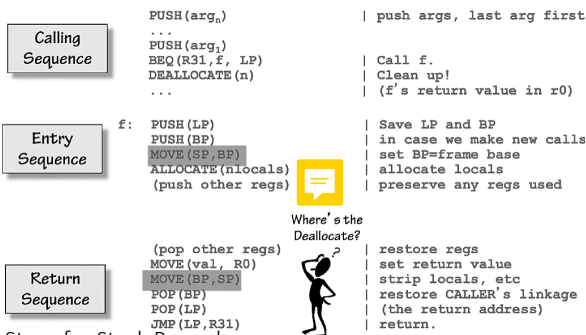 PUSH(argₙ) | push args, last arg first
...
PUSH(arg₁)
BEQ(R31,f, LP) | Call f.
DEALLOCATE(n) | Clean up!
... | (f's return value in r0)
Calling
Sequence
f: PUSH(LP) | Save LP and BP
PUSH(BP) | in case we make new calls
MOVE(SP,BP) | set BP=frame base
ALLOCATE(nlocals) | allocate locals
(push other regs) | preserve any regs used
Entry
Sequence
Where's the
Deallocate?
?
(pop other regs) | restore regs
MOVE(val, R0) | set return value
MOVE(BP,SP) | strip locals, etc
POP(BP) | restore CALLER's linkage
POP(LP) | (the return address)
JMP(LP,R31) | return.
Return
Sequence